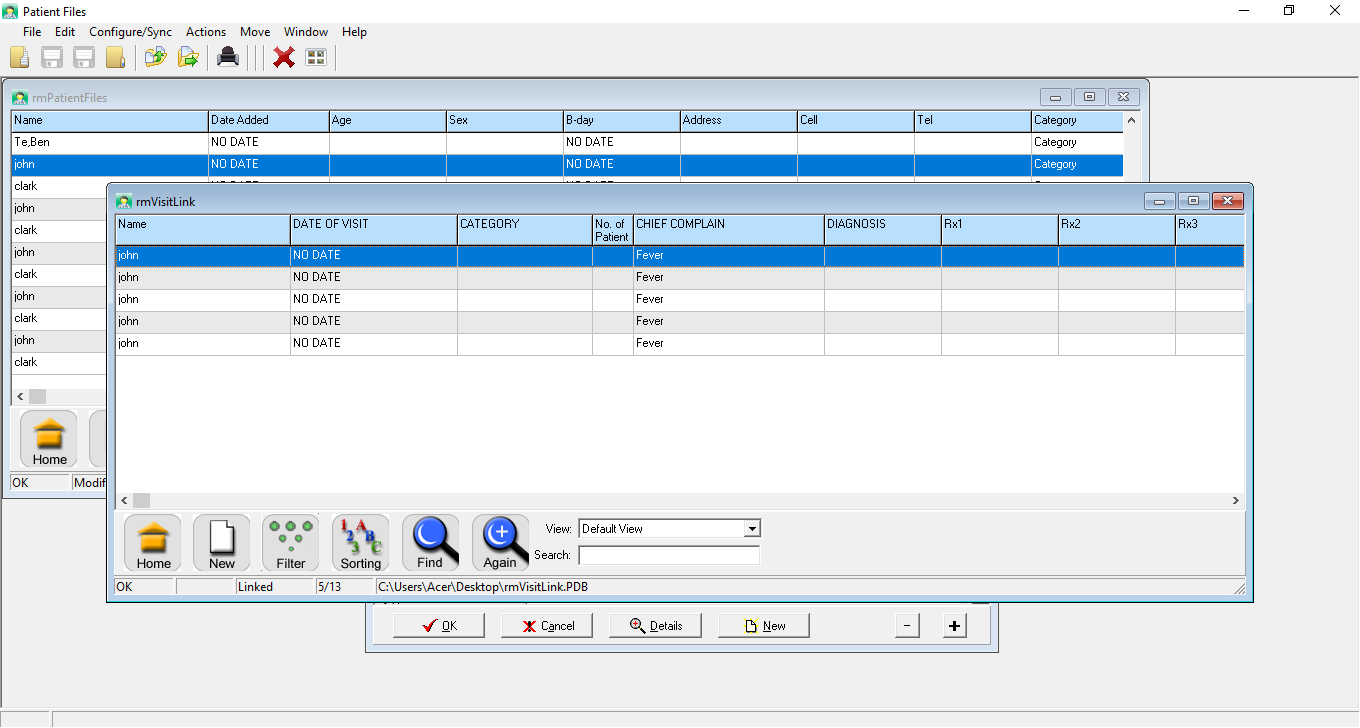 Patient Files
File Edit Configure/Sync Actions Move Window Help
rmPatientFiles
Name Date Added Age Sex B-day Address Cell Tel Category
Te,Ben NO DATE NO DATE Category
john NO DATE NO DATE Category
clark
john
clark
john
clark
john
clark
john
clark
Home
OK Modif
rmVisitLink
Name DATE OF VISIT CATEGORY No. of Patient CHIEF COMPLAIN DIAGNOSIS Rx1 Rx2 Rx3
john NO DATE Fever
john NO DATE Fever
john NO DATE Fever
john NO DATE Fever
john NO DATE Fever
Home New Filter Sorting Find Again
View: Default View
Search:
OK Linked 5/13 C:\Users\Acer\Desktop\rmVisitLink.PDB
OK Cancel Details New - +